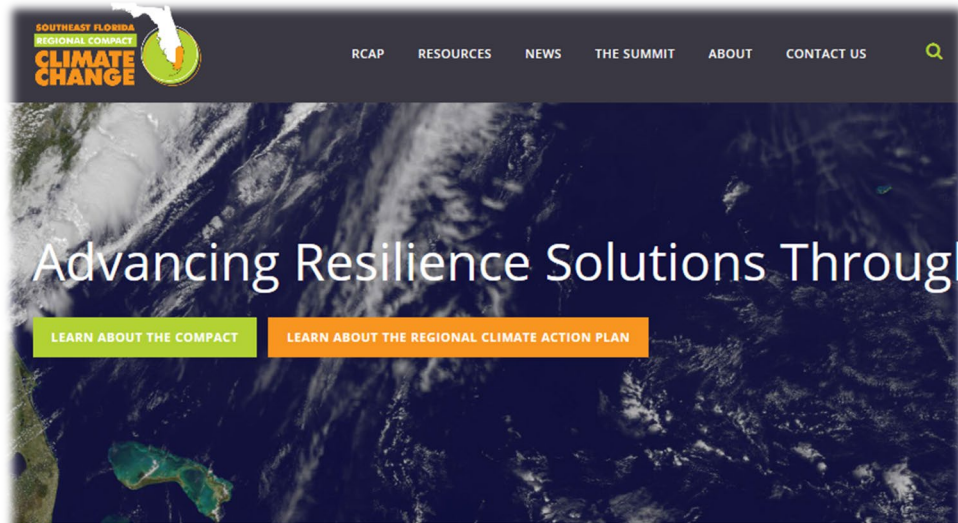 SOUTHEAST FLORIDA
REGIONAL COMPACT
CLIMATE
CHANGE
RCAP RESOURCES NEWS THE SUMMIT ABOUT CONTACT US
Advancing Resilience Solutions Through
LEARN ABOUT THE COMPACT LEARN ABOUT THE REGIONAL CLIMATE ACTION PLAN